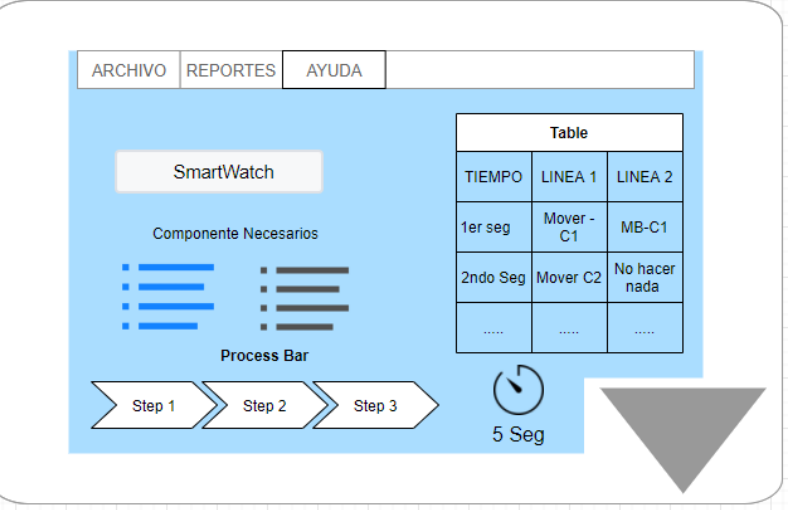 ARCHIVO REPORTES AYUDA
SmartWatch
Componente Necesarios
Process Bar
Step 1 Step 2 Step 3
Table
TIEMPO LINEA 1 LINEA 2
1er seg Mover - C1 MB-C1
2ndo Seg Mover C2 No hacer nada
..... ..... .....
5 Seg